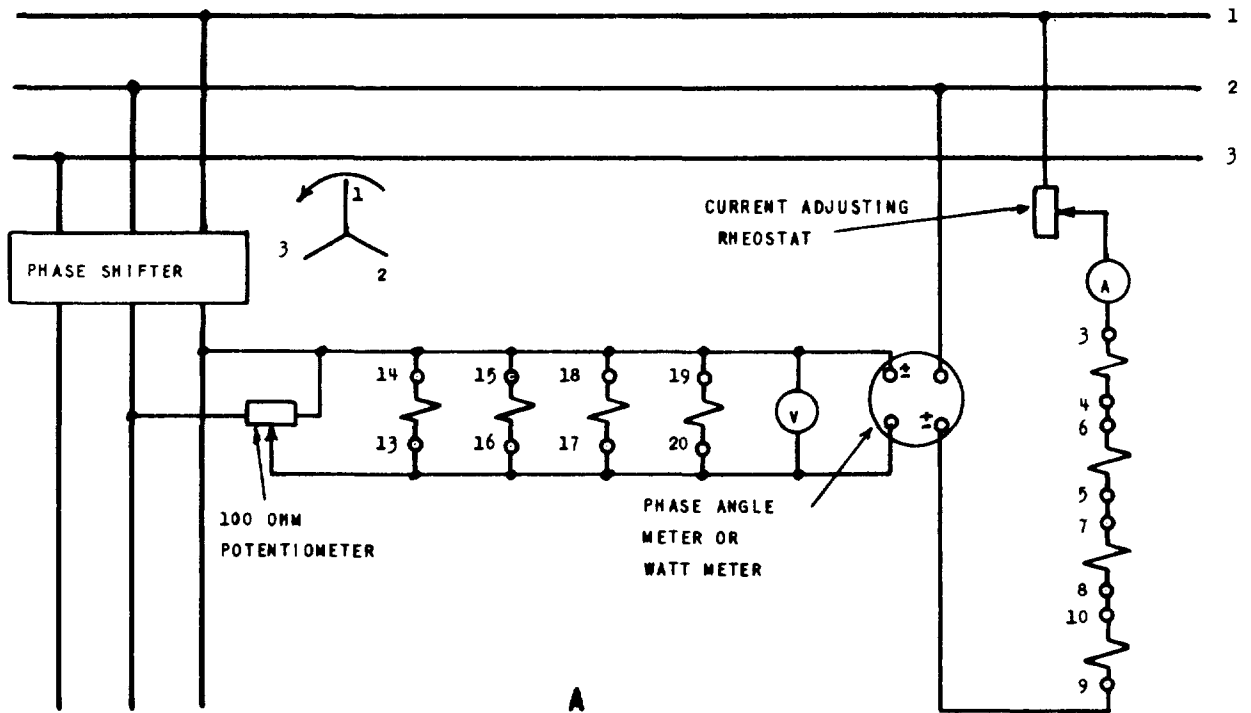 1
2
3
1
3
2
PHASE SHIFTER
CURRENT ADJUSTING
RHEOSTAT
A
3
4
6
5
7
8
10
9
14
15
18
19
±
V
±
13
16
17
20
100 OHM
POTENTIOMETER
PHASE ANGLE
METER OR
WATT METER
A